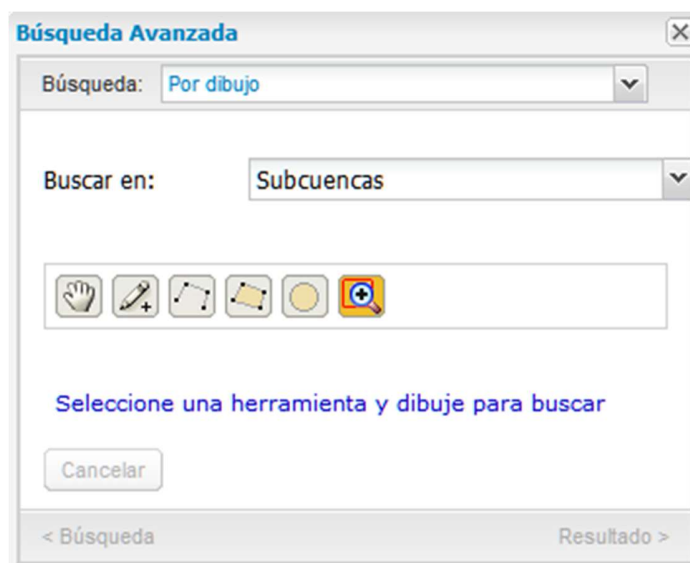 Búsqueda Avanzada
Búsqueda: Por dibujo
Buscar en: Subcuencas
Seleccione una herramienta y dibuje para buscar
Cancelar
< Búsqueda Resultado >